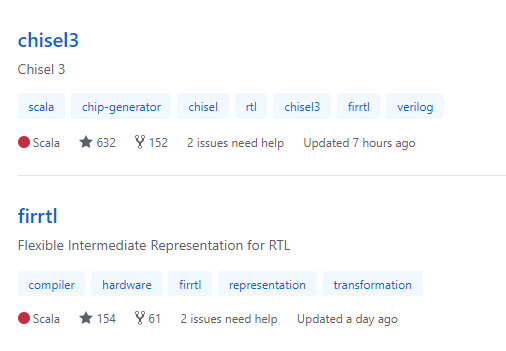 chisel3
Chisel 3
scala chip-generator chisel rtl chisel3 firrtl verilog
Scala 632 152 2 issues need help Updated 7 hours ago
firrtl
Flexible Intermediate Representation for RTL
compiler hardware firrtl representation transformation
Scala 154 61 2 issues need help Updated a day ago